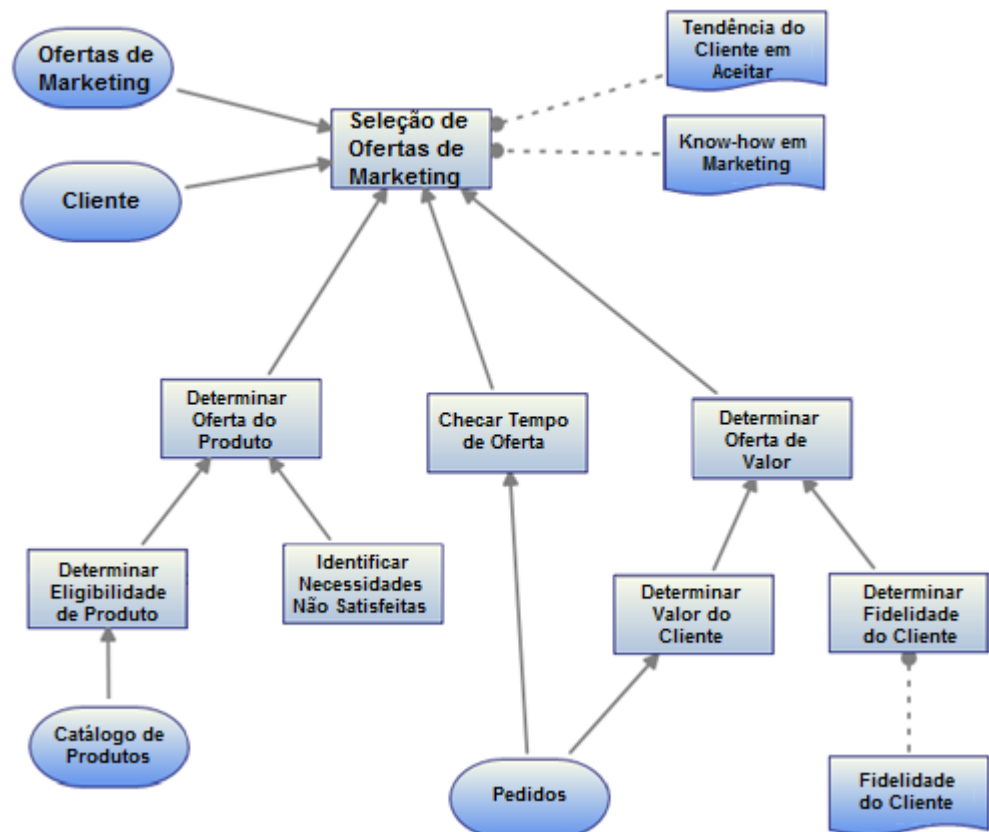 Ofertas de
Marketing
Tendência do
Cliente em
Aceitar
Seleção de
Ofertas de
Marketing
Know-how em
Marketing
Cliente
Determinar
Oferta do
Produto
Checar Tempo
de Oferta
Determinar
Oferta de
Valor
Determinar
Eligibilidade
de Produto
Identificar
Necessidades
Não Satisfeitas
Determinar
Valor do
Cliente
Determinar
Fidelidade
do Cliente
Catálogo de
Produtos
Pedidos
Fidelidade
do Cliente